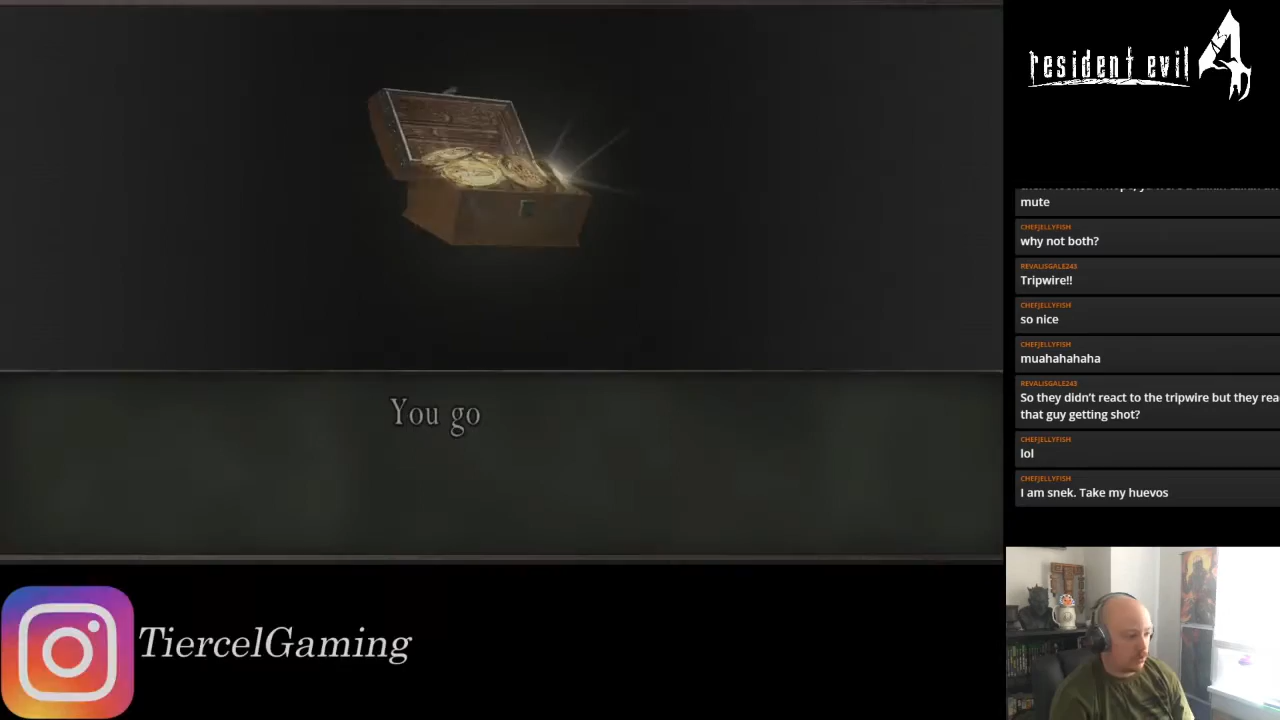 resident evil 4
mute
CHEFJELLYFISH
why not both?
REVALISGALE243
Tripwire!!
CHEFJELLYFISH
so nice
CHEFJELLYFISH
muahahahaha
REVALISGALE243
So they didn't react to the tripwire but they rea
that guy getting shot?
CHEFJELLYFISH
lol
CHEFJELLYFISH
I am snek. Take my huevos
You go
TiercelGaming